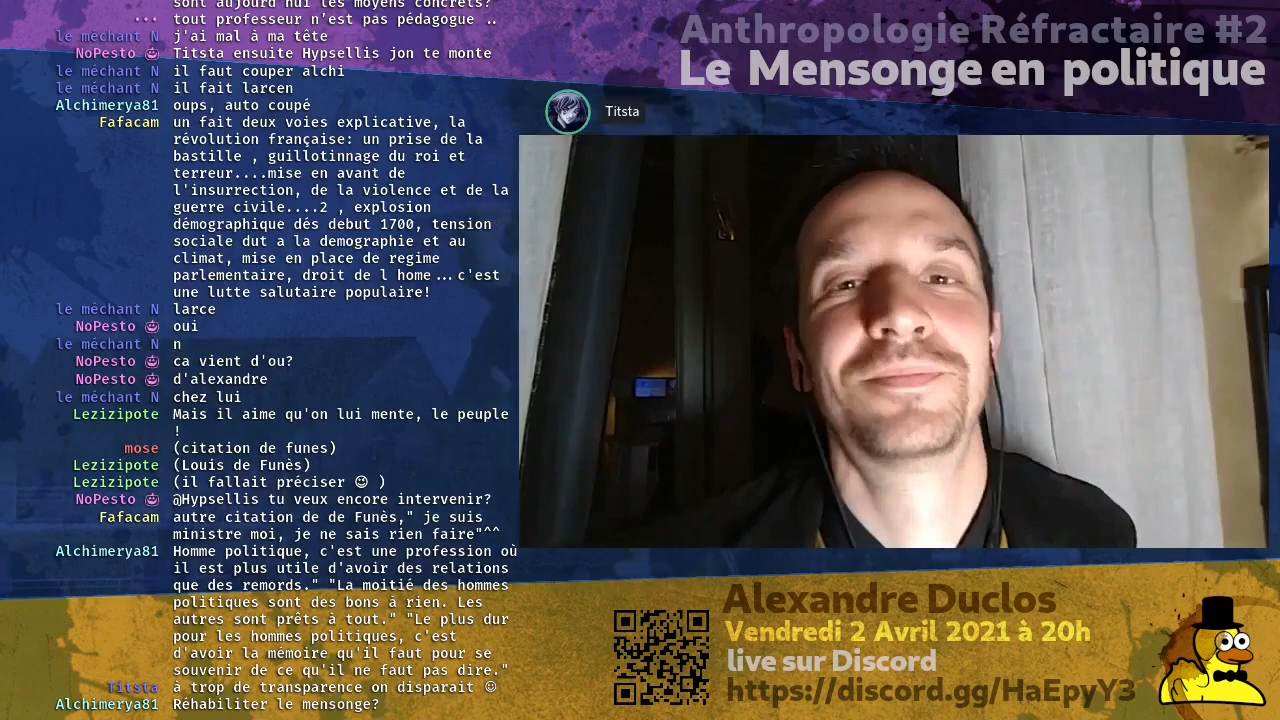 sont aujourd'hui les moyens concrets?
tout professeur n'est pas pédagogue ..
le méchant N j'ai mal à ma tête
NoPesto 🎃 Titsta ensuite Hypsellis jon te monte
le méchant N il faut couper alchi
le méchant N il fait larcen
Alchimerya81 oups, auto coupé
Fafacam un fait deux voies explicative, la
révolution française: un prise de la
bastille , guillotinnage du roi et
terreur....mise en avant de
l'insurrection, de la violence et de la
guerre civile....2 , explosion
démographique dés debut 1700, tension
sociale dut a la demographie et au
climat, mise en place de regime
parlementaire, droit de l home...c'est
une lutte salutaire populaire!
le méchant N larce
NoPesto 🎃 oui
le méchant N n
NoPesto 🎃 ca vient d'ou?
NoPesto 🎃 d'alexandre
le méchant N chez lui
Lezizipote Mais il aime qu'on lui mente, le peuple
!
mose (citation de funes)
Lezizipote (Louis de Funès)
Lezizipote (il fallait préciser 😉 )
NoPesto 🎃 @Hypsellis tu veux encore intervenir?
Fafacam autre citation de de Funès," je suis
ministre moi, je ne sais rien faire"^^
Alchimerya81 Homme politique, c'est une profession où
il est plus utile d'avoir des relations
que des remords." "La moitié des hommes
politiques sont des bons à rien. Les
autres sont prêts à tout." "Le plus dur
pour les hommes politiques, c'est
d'avoir la mémoire qu'il faut pour se
souvenir de ce qu'il ne faut pas dire."
Titsta à trop de transparence on disparait ☺
Alchimerya81 Réhabiliter le mensonge?
Anthropologie Réfractaire #2
Le Mensonge en politique
Titsta
Alexandre Duclos
Vendredi 2 Avril 2021 à 20h
live sur Discord
https://discord.gg/HaEpyY3